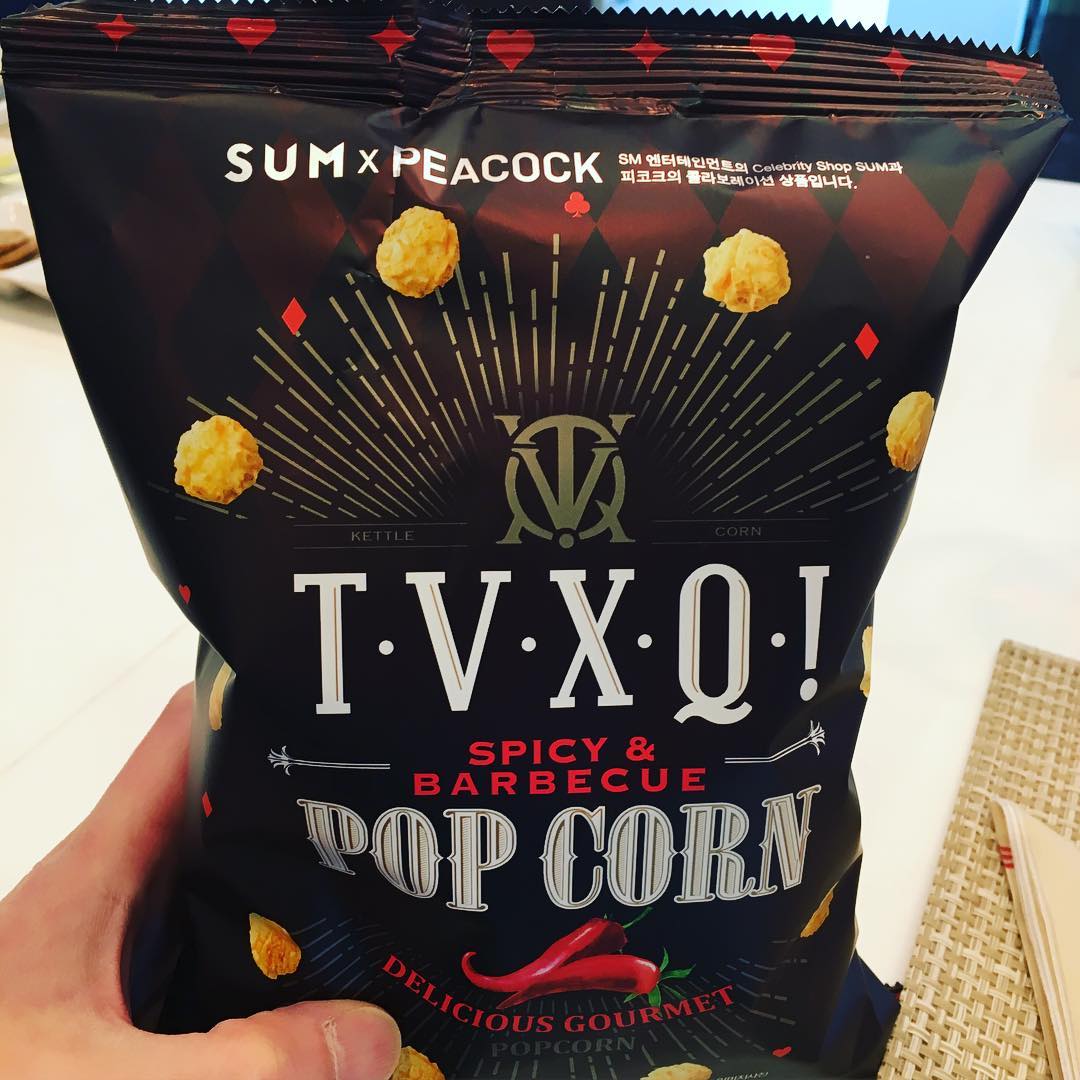 SUM X PEACOCK
SM 엔터테인먼트의 Celebrity Shop SUM과
피코크의 콜라보레이션 상품입니다.
KETTLE CORN
T·V·X·Q·!
SPICY &
BARBECUE
POP CORN
DELICIOUS GOURMET
POPCORN